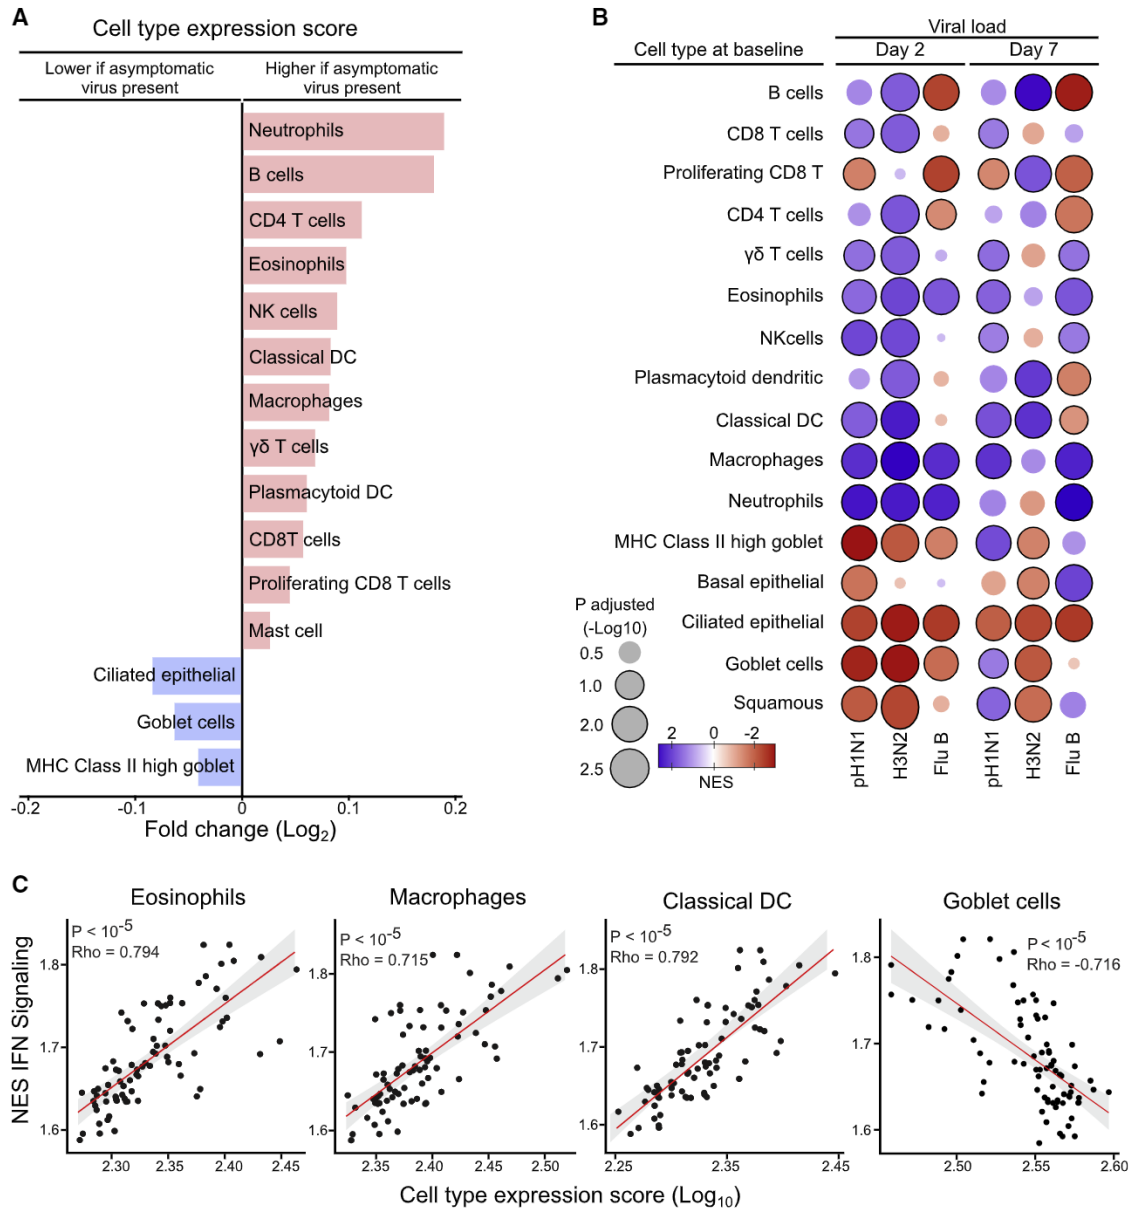 A
Cell type expression score
Lower if asymptomatic
virus present
Higher if asymptomatic
virus present
Neutrophils
B cells
CD4 T cells
Eosinophils
NK cells
Classical DC
Macrophages
γδ T cells
Plasmacytoid DC
CD8T cells
Proliferating CD8 T cells
Mast cell
Ciliated epithelial
Goblet cells
MHC Class II high goblet
-0.2 -0.1 0 0.1 0.2
Fold change (Log2)
B
Viral load
Cell type at baseline Day 2 Day 7
B cells
CD8 T cells
Proliferating CD8 T
CD4 T cells
γδ T cells
Eosinophils
NKcells
Plasmacytoid dendritic
Classical DC
Macrophages
Neutrophils
MHC Class II high goblet
Basal epithelial
Ciliated epithelial
Goblet cells
Squamous
P adjusted
(-Log10)
0.5
1.0
2.0
2.5
2 0 -2
NES
pH1N1 H3N2 Flu B pH1N1 H3N2 Flu B
C
NES IFN Signaling
Eosinophils
P < 10-5
Rho = 0.794
1.8
1.7
1.6
2.30 2.35 2.40 2.45
Macrophages
P < 10-5
Rho = 0.715
1.8
1.7
1.6
2.35 2.40 2.45 2.50
Classical DC
P < 10-5
Rho = 0.792
1.8
1.7
1.6
2.25 2.30 2.35 2.45
Goblet cells
P < 10-5
Rho = -0.716
1.8
1.7
1.6
2.50 2.55 2.60
Cell type expression score (Log10)